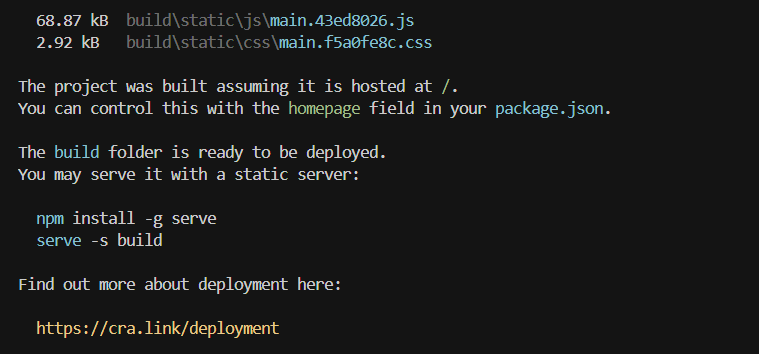 68.87 kB  build\static\js\main.43ed8026.js
2.92 kB   build\static\css\main.f5a0fe8c.css
The project was built assuming it is hosted at /.
You can control this with the homepage field in your package.json.
The build folder is ready to be deployed.
You may serve it with a static server:
npm install -g serve
serve -s build
Find out more about deployment here:
https://cra.link/deployment